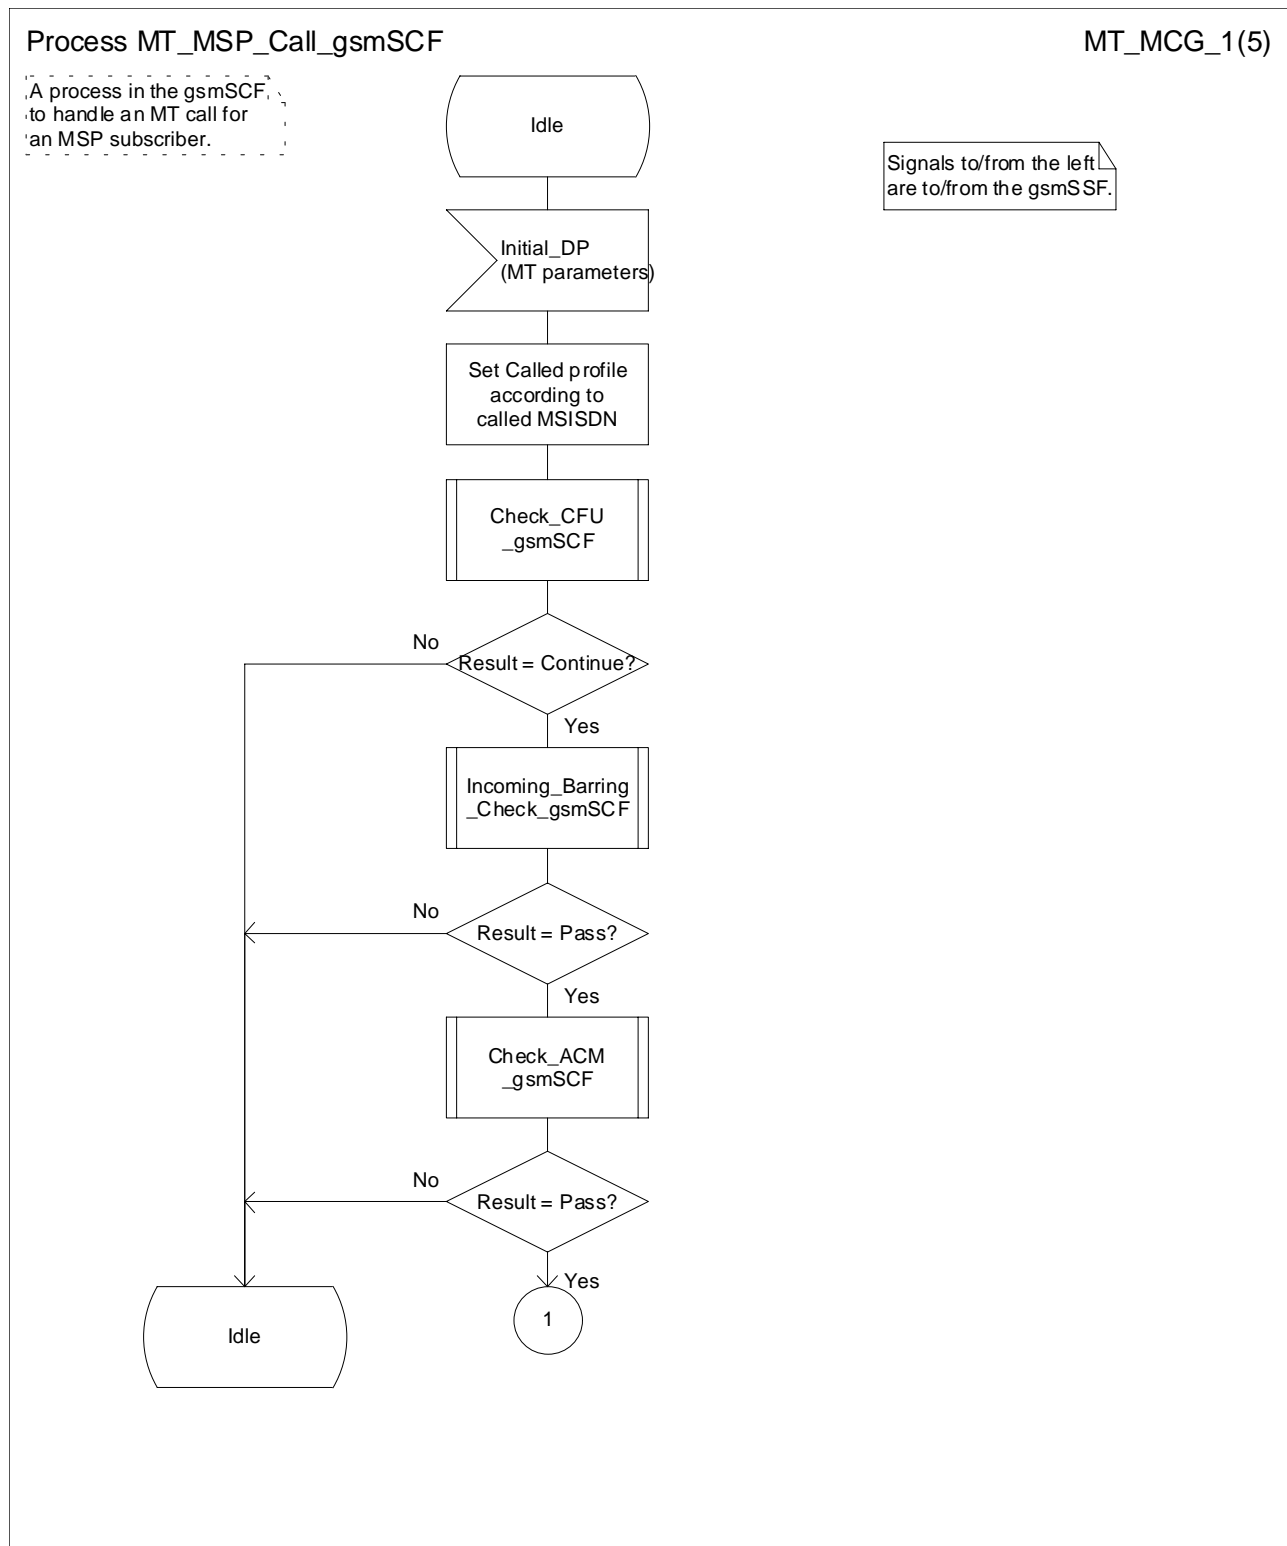 Process MT_MSP_Call_gsmSCF
MT_MCG_1(5)
A process in the gsmSCF
to handle an MT call for
an MSP subscriber.
Idle
Signals to/from the left
are to/from the gsmSSF.
Initial_DP
(MT parameters)
Set Called profile
according to
called MSISDN
Check_CFU
_gsmSCF
No
Result = Continue?
Yes
Incoming_Barring
_Check_gsmSCF
No
Result = Pass?
Yes
Check_ACM
_gsmSCF
No
Result = Pass?
Yes
1
Idle